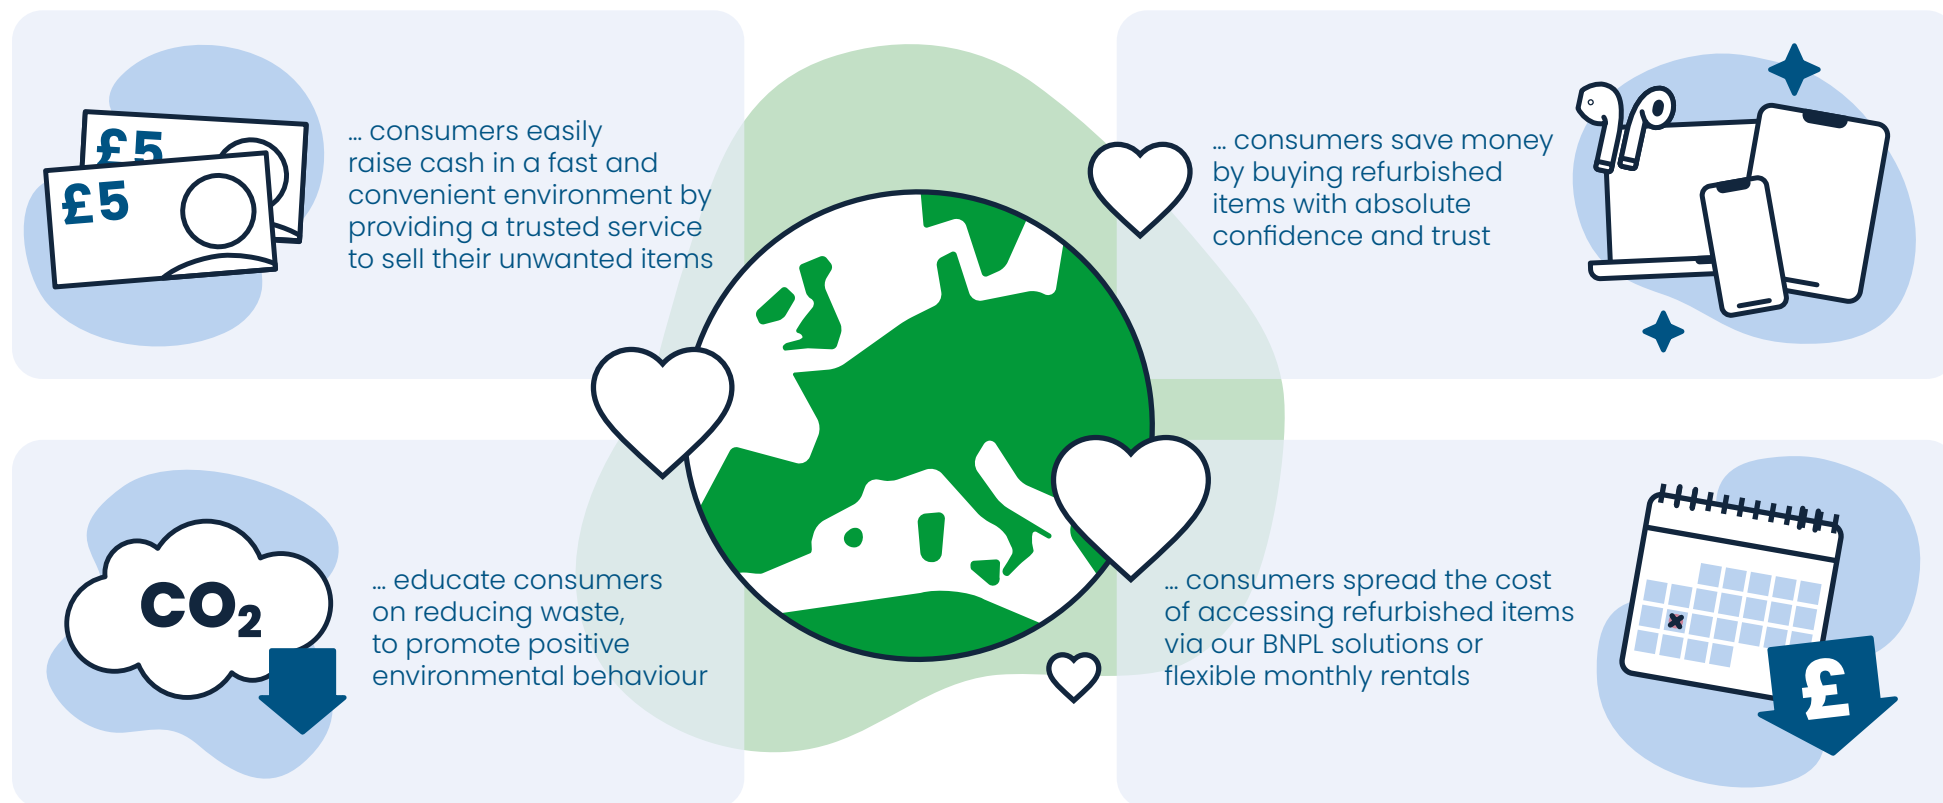 £5
£5
... consumers easily
raise cash in a fast and
convenient environment by
providing a trusted service
to sell their unwanted items
... consumers save money
by buying refurbished
items with absolute
confidence and trust
CO₂
... educate consumers
on reducing waste,
to promote positive
environmental behaviour
... consumers spread the cost
of accessing refurbished items
via our BNPL solutions or
flexible monthly rentals
£